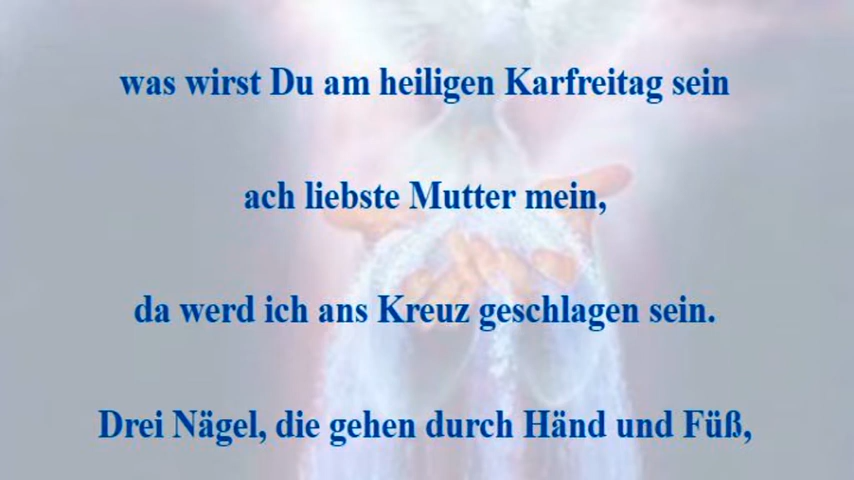 was wirst Du am heiligen Karfreitag sein
ach liebste Mutter mein,
da werd ich ans Kreuz geschlagen sein.
Drei Nägel, die gehen durch Händ und Füß,